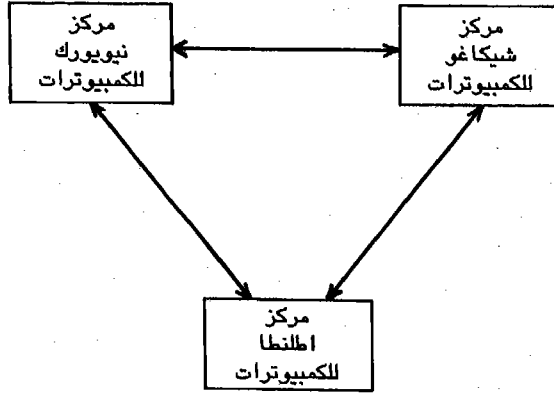 مركز
شيكاغو
للكمبيوترات
مركز
نيويورك
للكمبيوترات
مركز
اطلنطا
للكمبيوترات